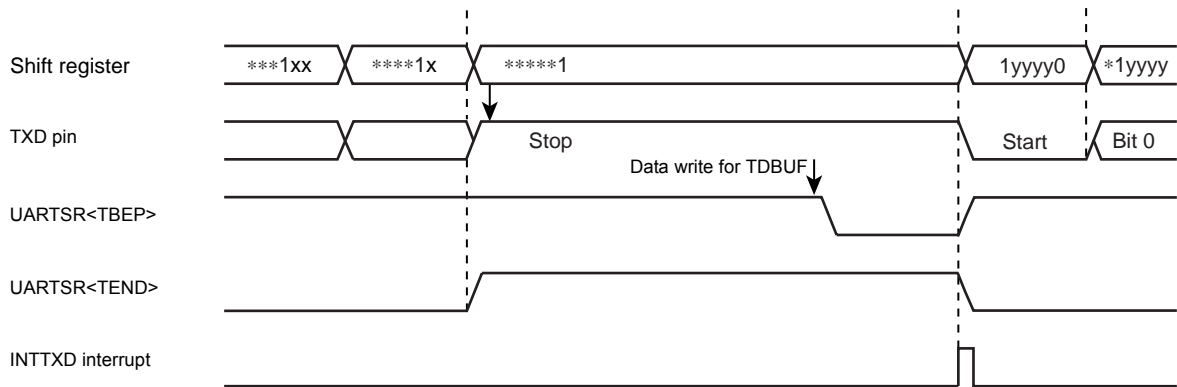 Shift register ***1xx ****1x *****1 1yyyy0 *1yyyy
TXD pin Stop Start Bit 0
Data write for TDBUF
UARTSR<TBEP>
UARTSR<TEND>
INTTXD interrupt